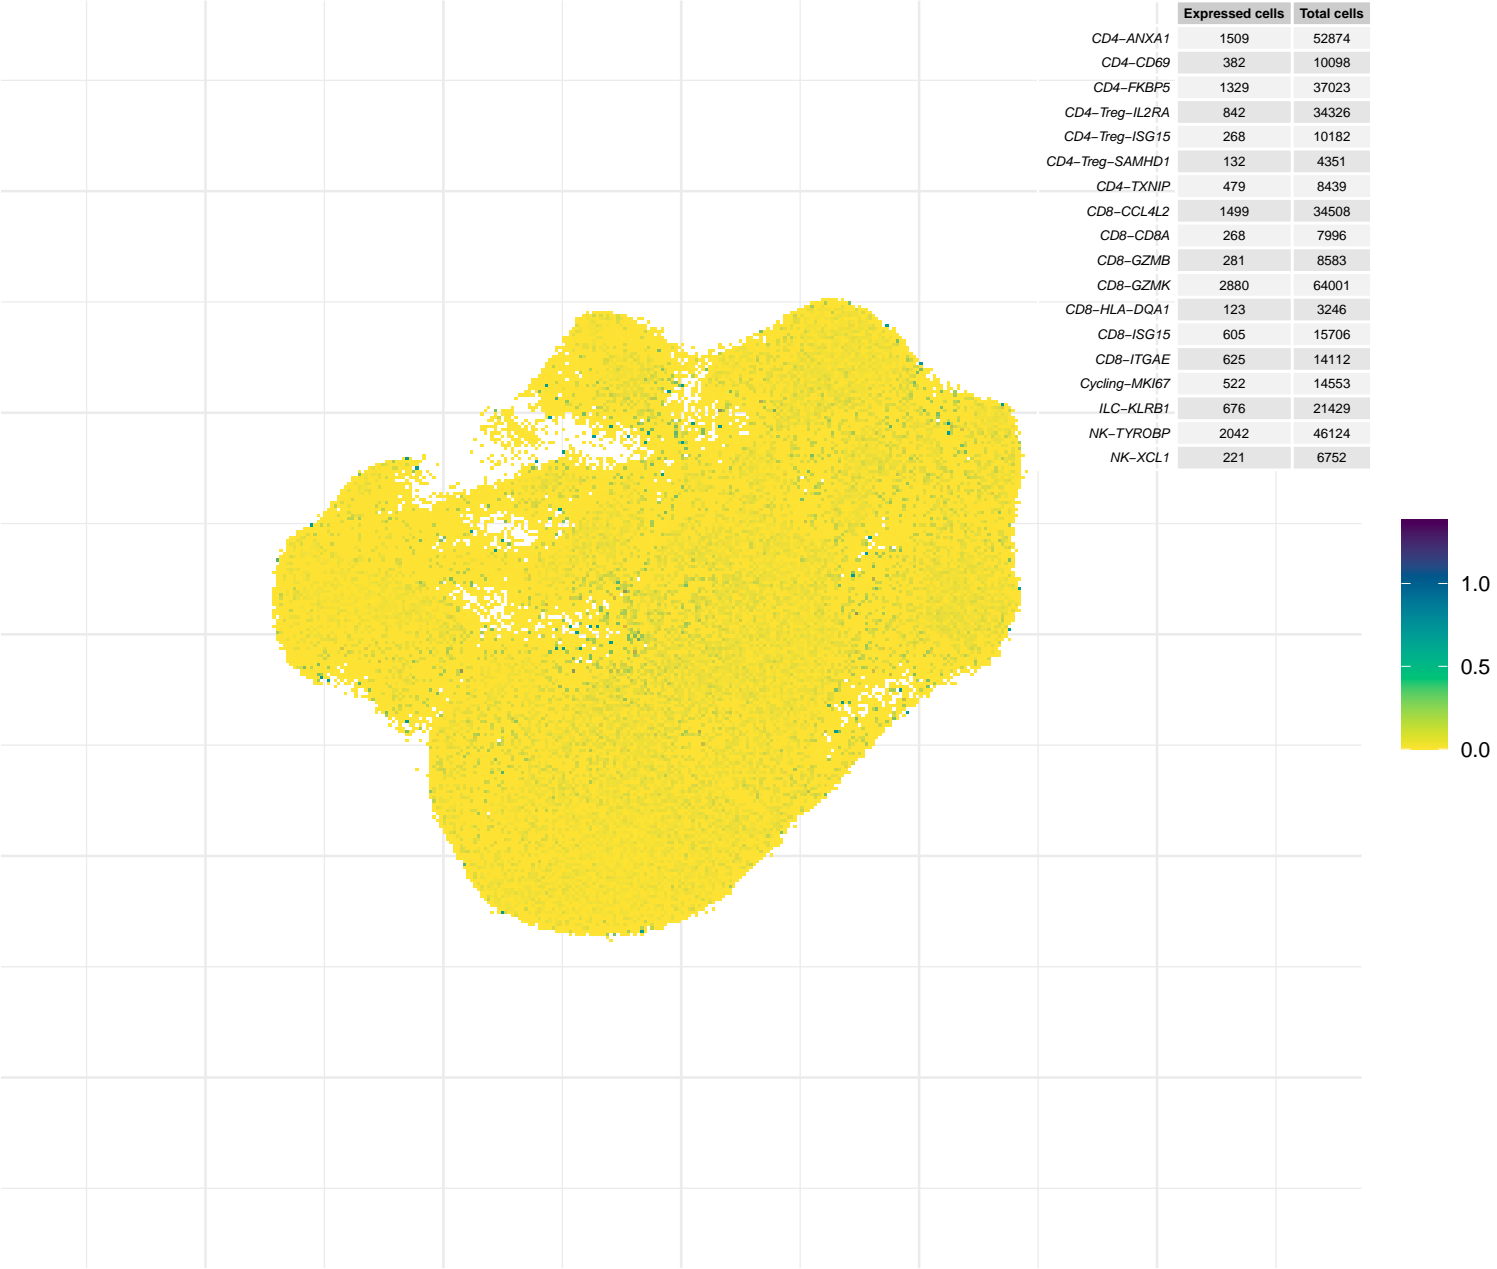 Expressed cells Total cells
CD4−ANXA1 1509 52874
CD4−CD69 382 10098
CD4−FKBP5 1329 37023
CD4−Treg−IL2RA 842 34326
CD4−Treg−ISG15 268 10182
CD4−Treg−SAMHD1 132 4351
CD4−TXNIP 479 8439
CD8−CCL4L2 1499 34508
CD8−CD8A 268 7996
CD8−GZMB 281 8583
CD8−GZMK 2880 64001
CD8−HLA−DQA1 123 3246
CD8−ISG15 605 15706
CD8−ITGAE 625 14112
Cycling−MKI67 522 14553
ILC−KLRB1 676 21429
NK−TYROBP 2042 46124
NK−XCL1 221 6752
1.0
0.5
0.0